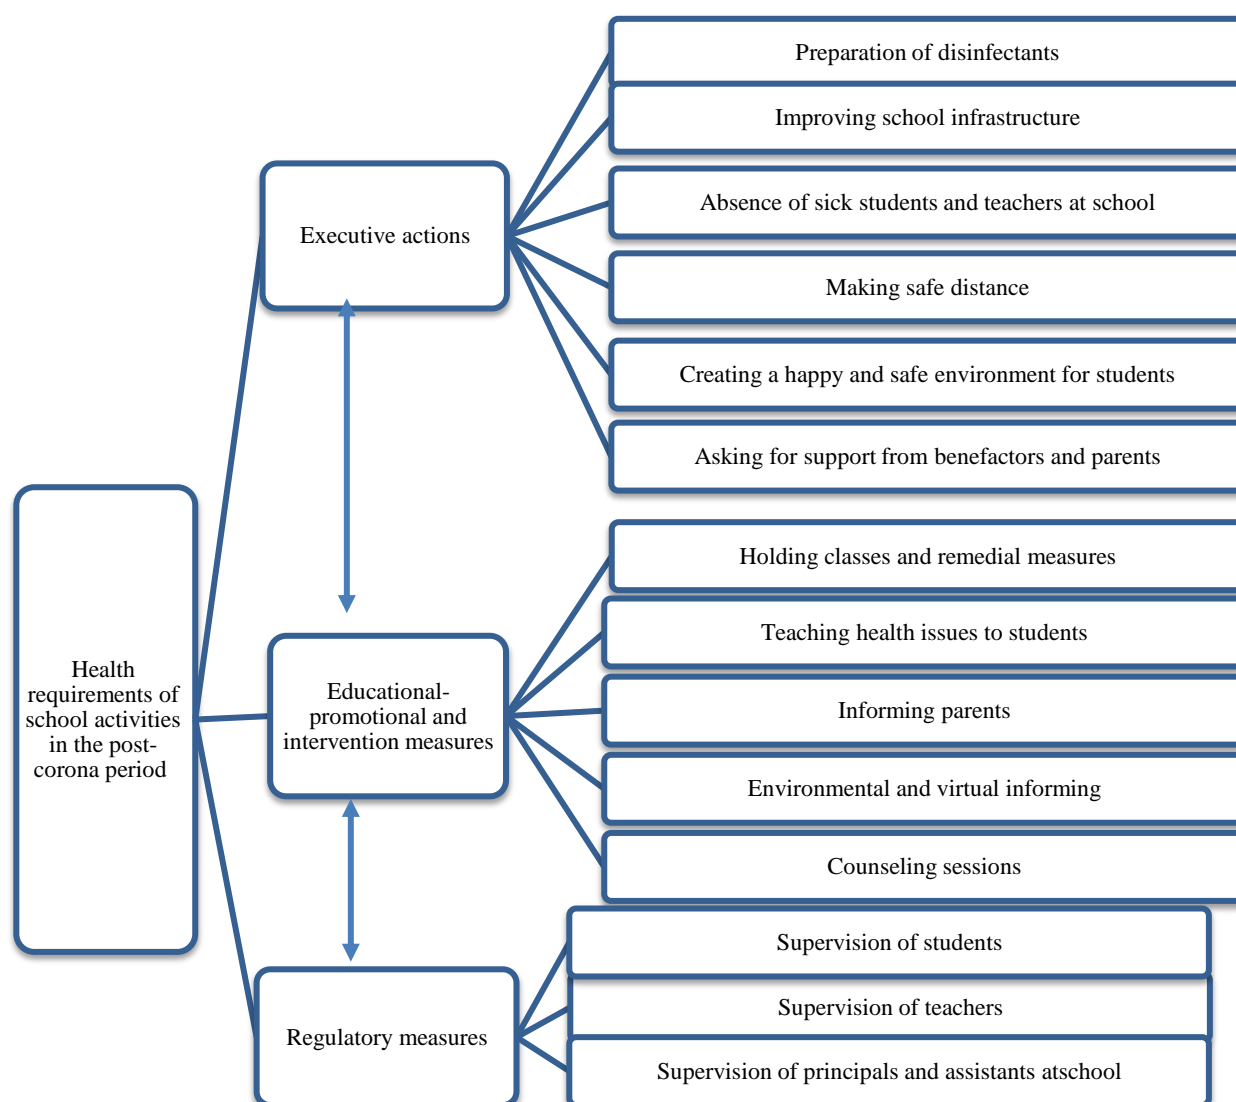 Preparation of disinfectants
Improving school infrastructure
Absence of sick students and teachers at school
Making safe distance
Creating a happy and safe environment for students
Asking for support from benefactors and parents
Executive actions
Holding classes and remedial measures
Teaching health issues to students
Informing parents
Environmental and virtual informing
Counseling sessions
Educational-
promotional and
intervention measures
Health
requirements of
school activities
in the post-
corona period
Supervision of students
Supervision of teachers
Supervision of principals and assistants atschool
Regulatory measures